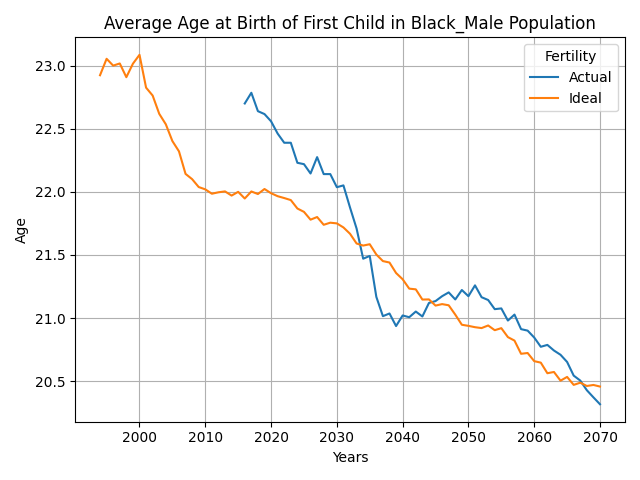 Average Age at Birth of First Child in Black_Male Population
Fertility
Actual
Ideal
23.0
22.5
22.0
21.5
21.0
20.5
Age
2000
2010
2020
2030
2040
2050
2060
2070
Years